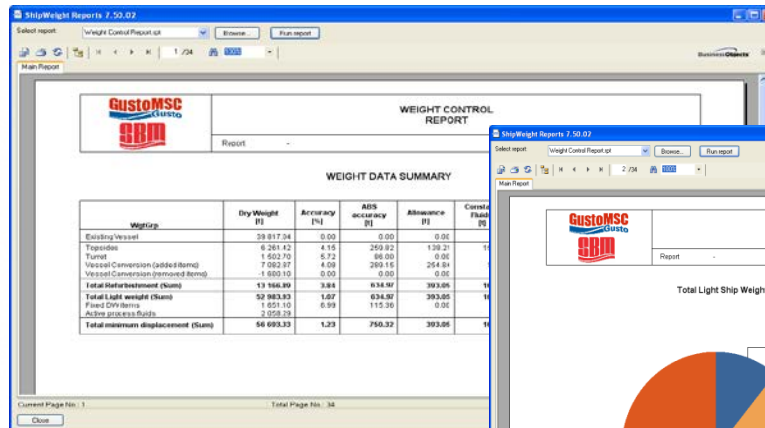 ShipWeight Reports 7.50.02
Select report: Weight Control Report.rpt Browse... Run report
1 /34 100%
BusinessObjects
Main Report
GustoMSC
Gusto
SBM
WEIGHT CONTROL
REPORT
Report -
WEIGHT DATA SUMMARY
WgtGrp Dry Weight [t] Accuracy [%] ABS accuracy [t] Allowance [t] Fluid [t]
Existing Vessel 39 817.04 0.00 0.00 0.00
Topsides 6 261.42 4.15 259.82 138.21
Turret 1 502.70 5.72 86.00 0.00
Vessel Conversion (added items) 7 082.97 4.08 289.15 254.84
Vessel Conversion (removed items) -1 680.10 0.00 0.00 0.00
Total Refurbishment (Sum) 13 166.89 3.84 634.97 393.05
Total Light weight (Sum) 52 983.93 1.07 634.97 393.05
Fixed DW items 1 651.10 6.99 115.36 0.00
Active process fluids 2 058.29
Total minimum displacement (Sum) 56 693.33 1.23 750.32 393.05
Current Page No.: 1 Total Page No.: 34
Close
ShipWeight Reports 7.50.02
Select report: Weight Control Report.rpt Browse... Run report
2 /34 100%
Main Report
GustoMSC
SBM
Report -
Total Light Ship Weigh